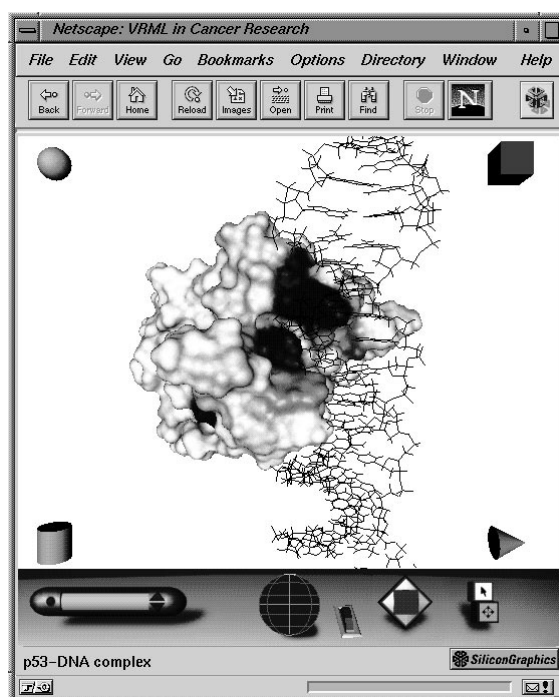 Netscape: VRML in Cancer Research
File Edit View Go Bookmarks Options Directory Window Help
Back Forward Home Reload Images Open Print Find Stop N
p53-DNA complex
SiliconGraphics